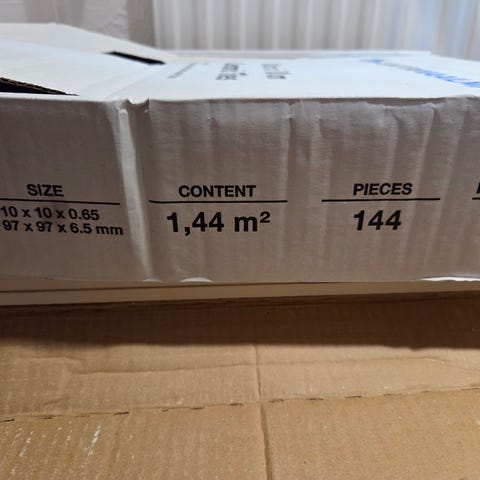 SIZE
10 x 10 x 0.65
97 x 97 x 6.5 mm
CONTENT
1,44 m²
PIECES
144